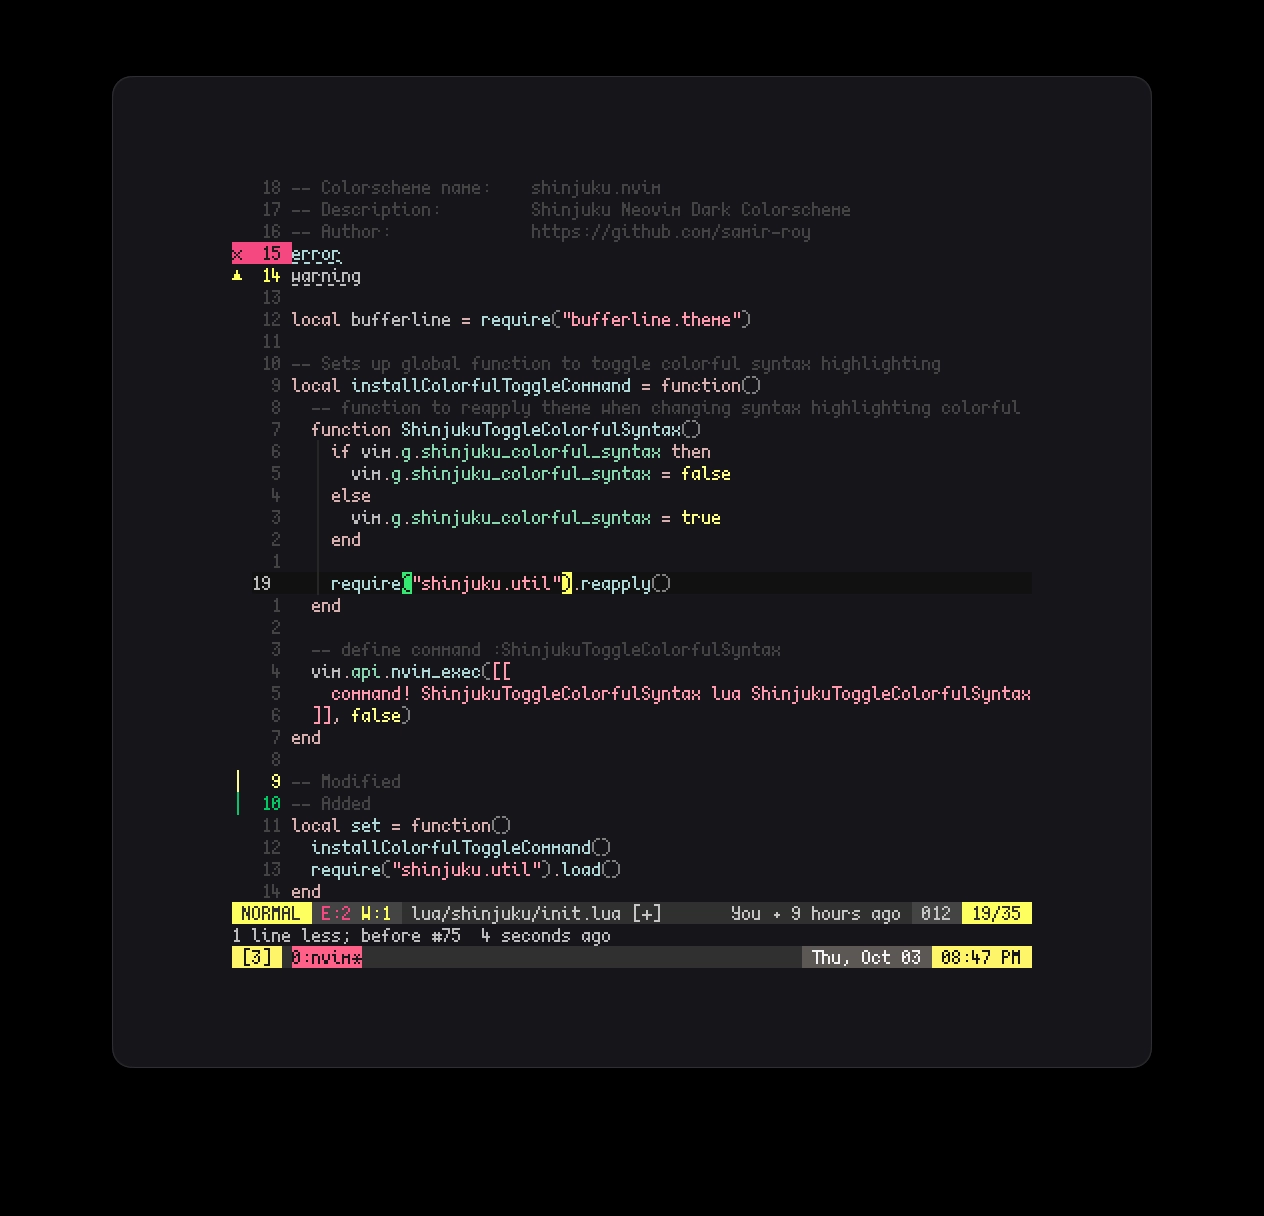 18 -- Colorscheme name:    shinjuku.nvim
17 -- Description:         Shinjuku Neovim Dark Colorscheme
16 -- Author:              https://github.com/samir-roy
x 15 error
▲ 14 warning
13
12 local bufferline = require("bufferline.theme")
11
10 -- Sets up global function to toggle colorful syntax highlighting
9 local installColorfulToggleCommand = function()
8   -- function to reapply theme when changing syntax highlighting colorful
7   function ShinjukuToggleColorfulSyntax()
6     if vim.g.shinjuku_colorful_syntax then
5       vim.g.shinjuku_colorful_syntax = false
4     else
3       vim.g.shinjuku_colorful_syntax = true
2     end
1
19     require("shinjuku.util").reapply()
1   end
2
3   -- define command :ShinjukuToggleColorfulSyntax
4   vim.api.nvim_exec([[
5     command! ShinjukuToggleColorfulSyntax lua ShinjukuToggleColorfulSyntax
6   ]], false)
7 end
8
9 -- Modified
10 -- Added
11 local set = function()
12   installColorfulToggleCommand()
13   require("shinjuku.util").load()
14 end
NORMAL  E:2 W:1  lua/shinjuku/init.lua [+]       You • 9 hours ago  012  19/35
1 line less; before #75  4 seconds ago
[3]  0:nvim*  Thu, Oct 03  08:47 PM